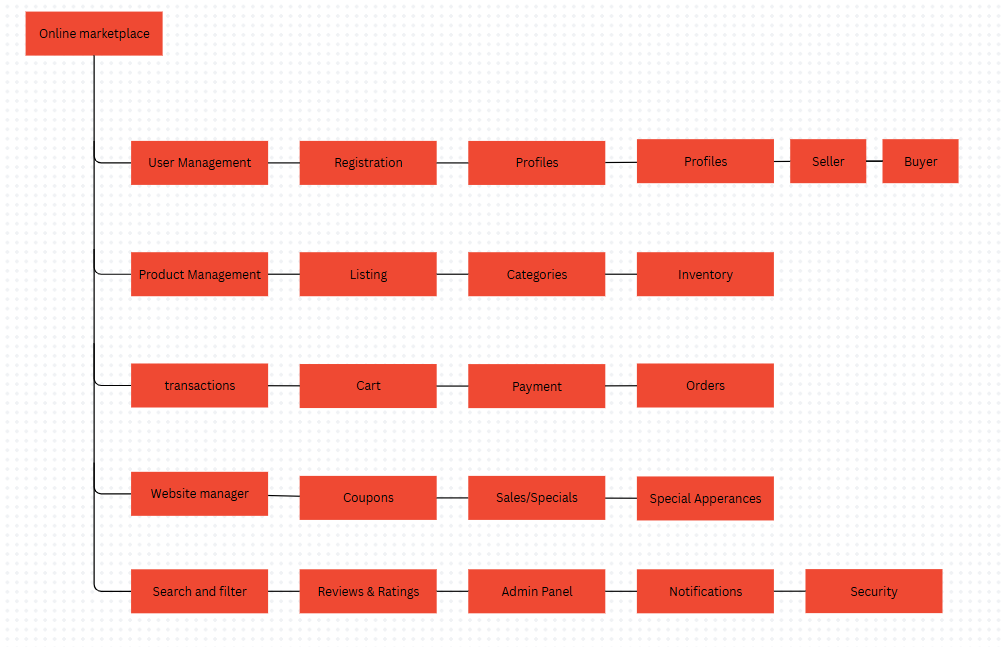 Online marketplace
User Management
Registration
Profiles
Profiles
Seller
Buyer
Product Management
Listing
Categories
Inventory
transactions
Cart
Payment
Orders
Website manager
Coupons
Sales/Specials
Special Apperances
Search and filter
Reviews & Ratings
Admin Panel
Notifications
Security